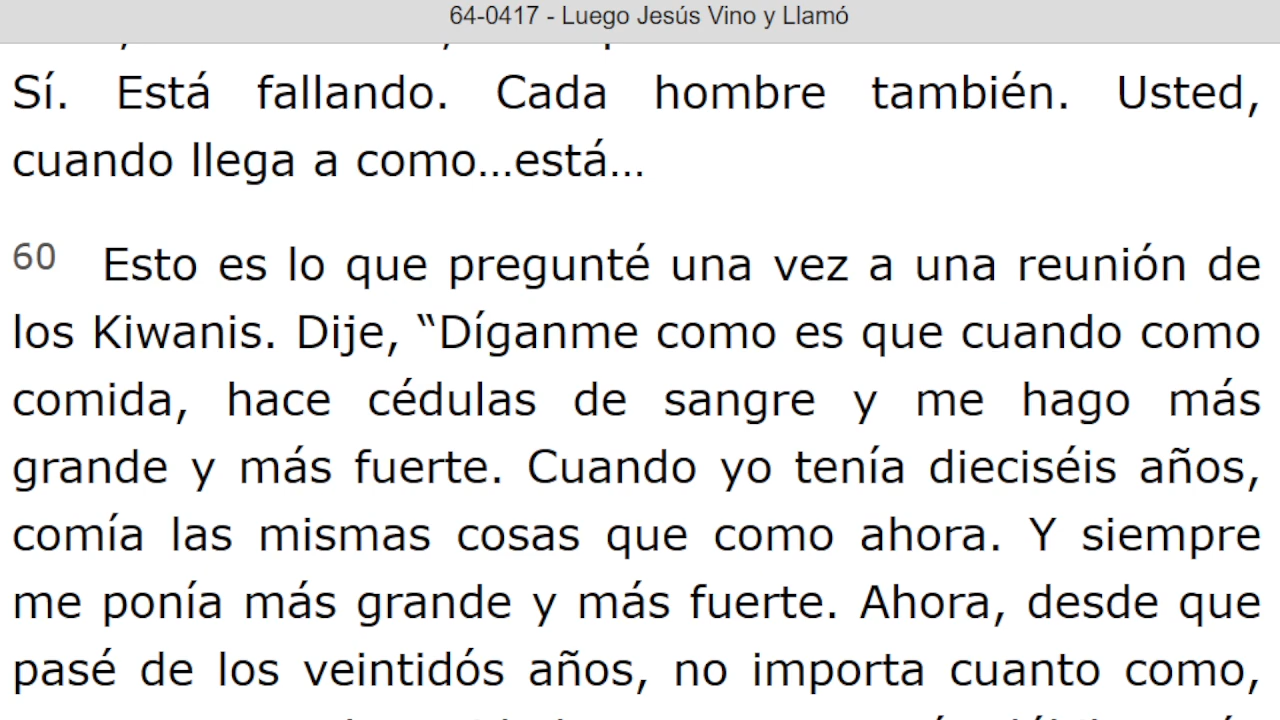 64-0417 - Luego Jesús Vino y Llamó
Sí. Está fallando. Cada hombre también. Usted,
cuando llega a como...está...
60 Esto es lo que pregunté una vez a una reunión de
los Kiwanis. Dije, “Díganme como es que cuando como
comida, hace cédulas de sangre y me hago más
grande y más fuerte. Cuando yo tenía dieciséis años,
comía las mismas cosas que como ahora. Y siempre
me ponía más grande y más fuerte. Ahora, desde que
pasé de los veintidós años, no importa cuanto como,